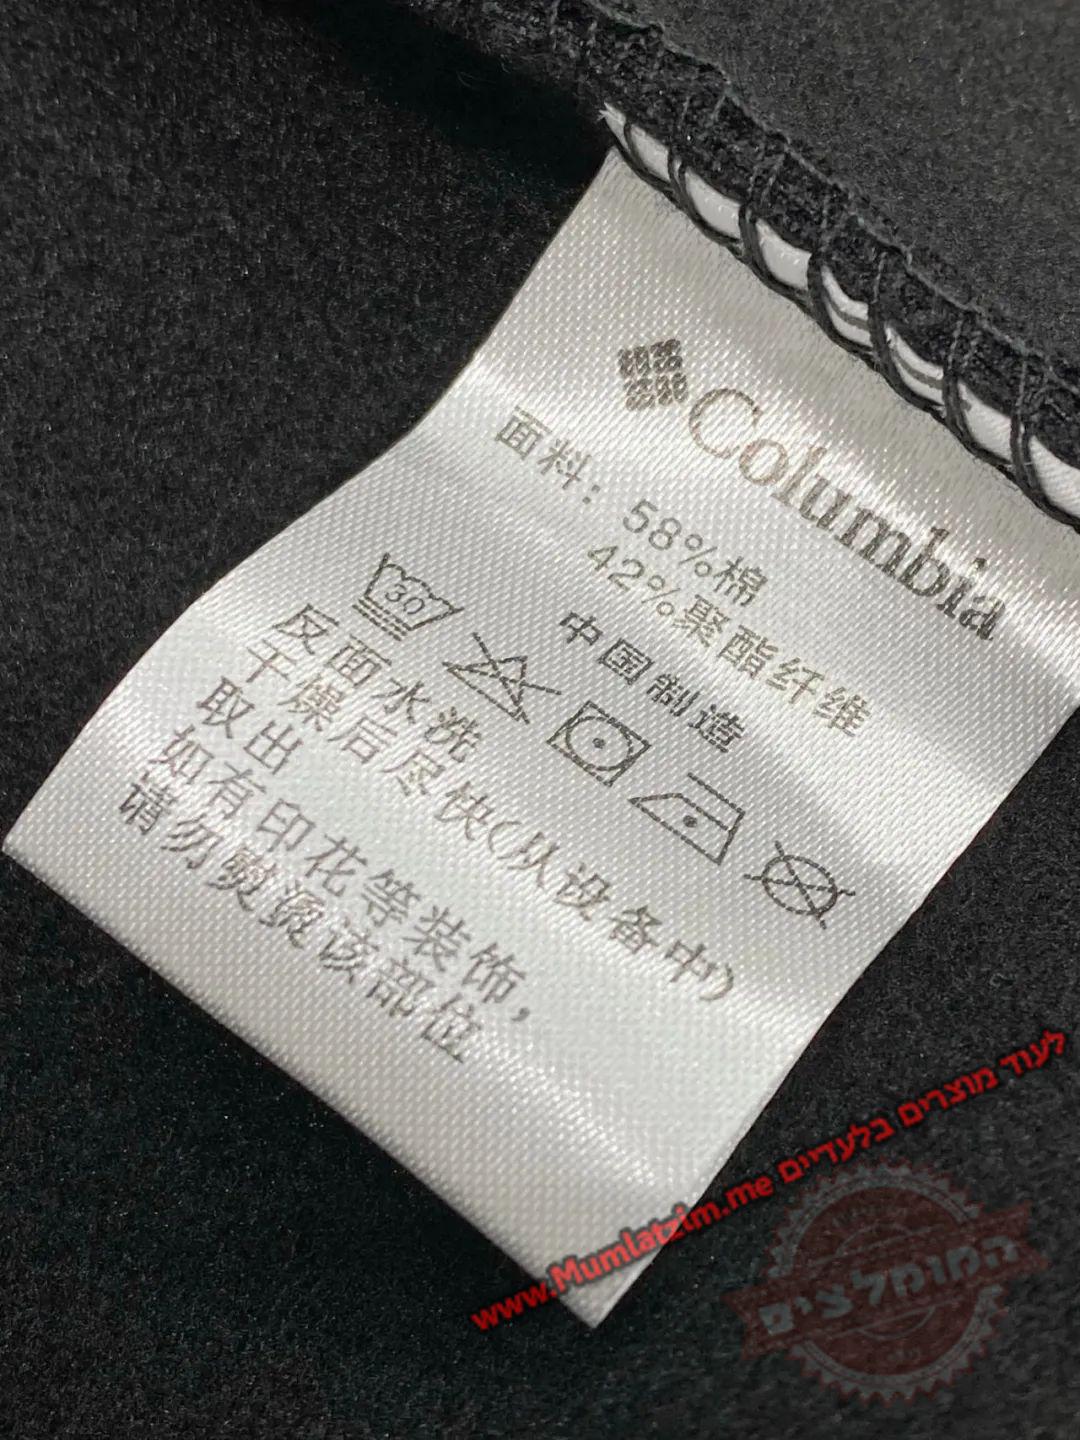 Columbia
面料: 58%棉
42%聚酯纤维
中国制造
30
反面水洗
干燥后尽快(从设备中)
取出
如有印花等装饰,
请勿熨烫该部位
www.Mumlatzim.me לעוד מוצרים בלעדיים
המומלצים